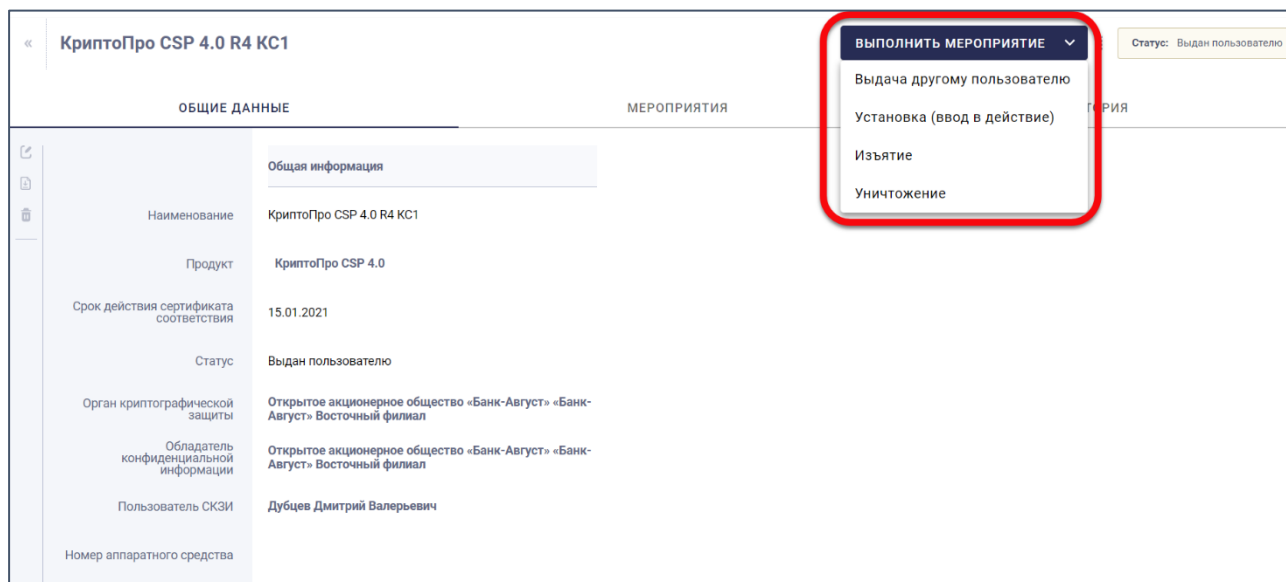 «
КриптоПро CSP 4.0 R4 КС1
ВЫПОЛНИТЬ МЕРОПРИЯТИЕ
Статус: Выдан пользователю
Выдача другому пользователю
Установка (ввод в действие)
Изъятие
Уничтожение
ОБЩИЕ ДАННЫЕ
МЕРОПРИЯТИЯ
Общая информация
Наименование
КриптоПро CSP 4.0 R4 КС1
Продукт
КриптоПро CSP 4.0
Срок действия сертификата
соответствия
15.01.2021
Статус
Выдан пользователю
Орган криптографической
защиты
Открытое акционерное общество «Банк-Август» «Банк-
Август» Восточный филиал
Обладатель
конфиденциальной
информации
Открытое акционерное общество «Банк-Август» «Банк-
Август» Восточный филиал
Пользователь СКЗИ
Дубцев Дмитрий Валерьевич
Номер аппаратного средства